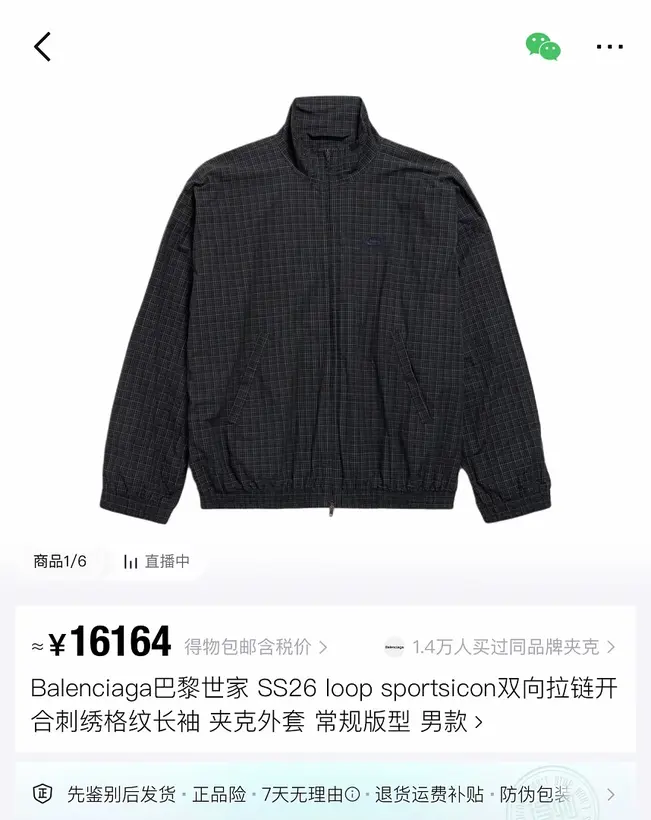 商品1/6
直播中
≈¥16164 得物包邮含税价
1.4万人买过同品牌夹克
Balenciaga巴黎世家 SS26 loop sportsicon双向拉链开
合刺绣格纹长袖 夹克外套 常规版型 男款
先鉴别后发货·正品险·7天无理由·退货运费补贴·防伪包装